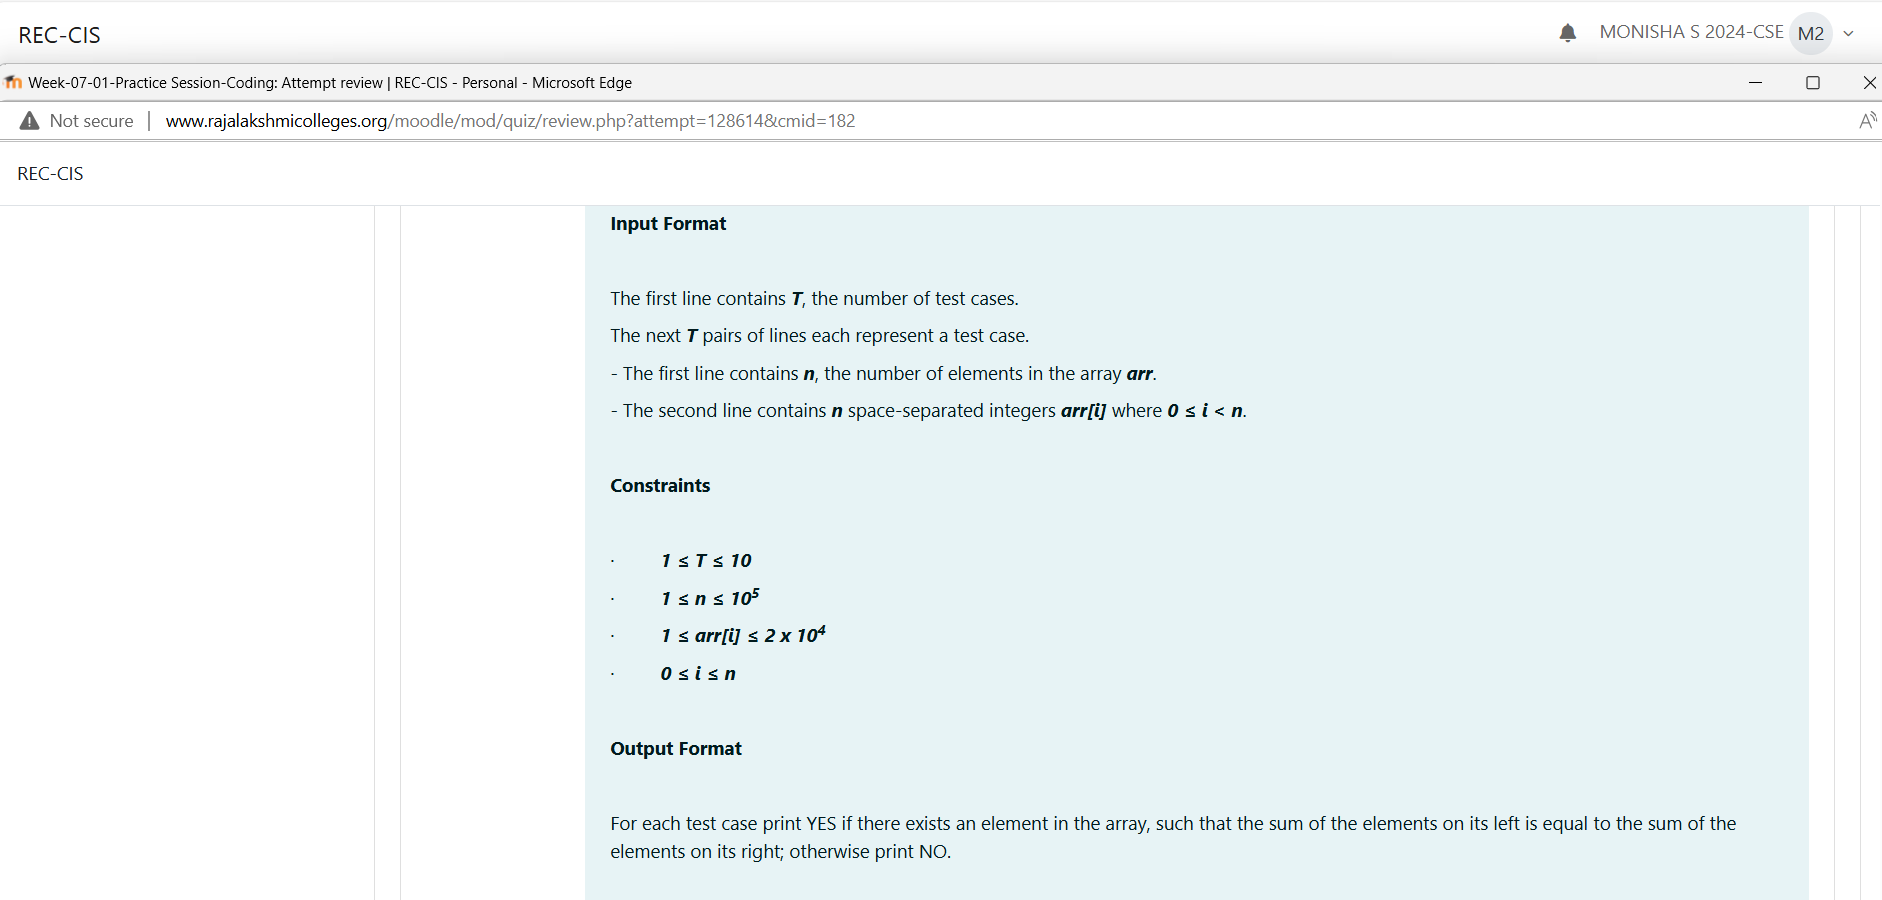 REC-CIS
MONISHA S 2024-CSE M2
Week-07-01-Practice Session-Coding: Attempt review | REC-CIS - Personal - Microsoft Edge
Not secure www.rajalakshmicolleges.org/moodle/mod/quiz/review.php?attempt=128614&cmid=182
REC-CIS
Input Format
The first line contains T, the number of test cases.
The next T pairs of lines each represent a test case.
- The first line contains n, the number of elements in the array arr.
- The second line contains n space-separated integers arr[i] where 0 ≤ i < n.
Constraints
· 1 ≤ T ≤ 10
· 1 ≤ n ≤ 10⁵
· 1 ≤ arr[i] ≤ 2 x 10⁴
· 0 ≤ i ≤ n
Output Format
For each test case print YES if there exists an element in the array, such that the sum of the elements on its left is equal to the sum of the
elements on its right; otherwise print NO.